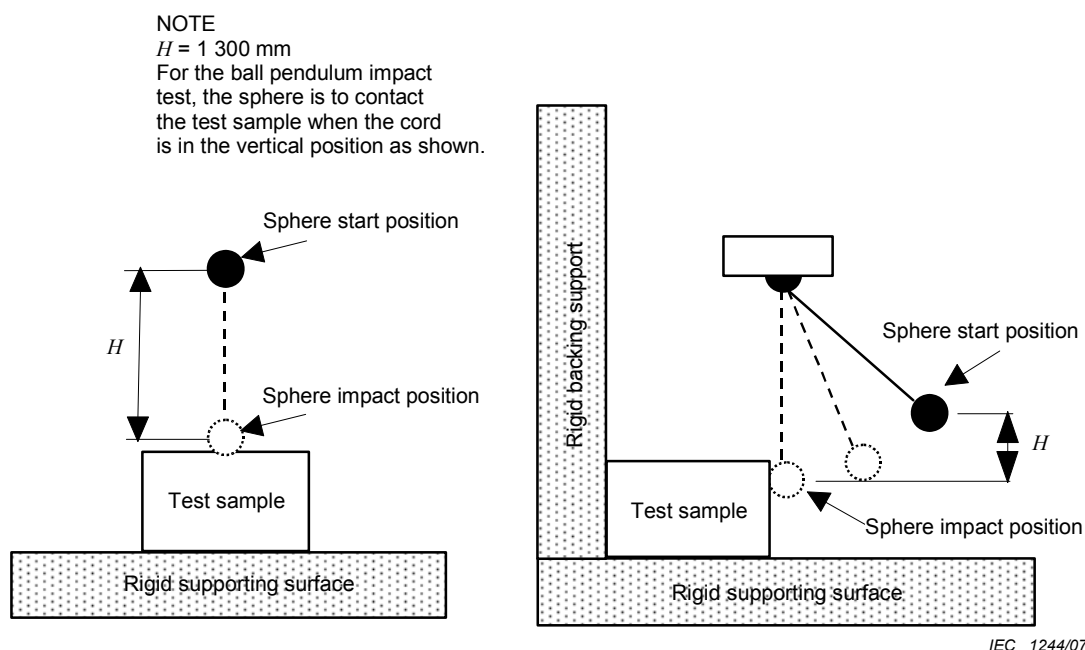 NOTE
H = 1 300 mm
For the ball pendulum impact
test, the sphere is to contact
the test sample when the cord
is in the vertical position as shown.
Sphere start position
H
Sphere impact position
Test sample
Rigid supporting surface
Rigid backing support
Sphere start position
H
Test sample
Sphere impact position
Rigid supporting surface
IEC 1244/07